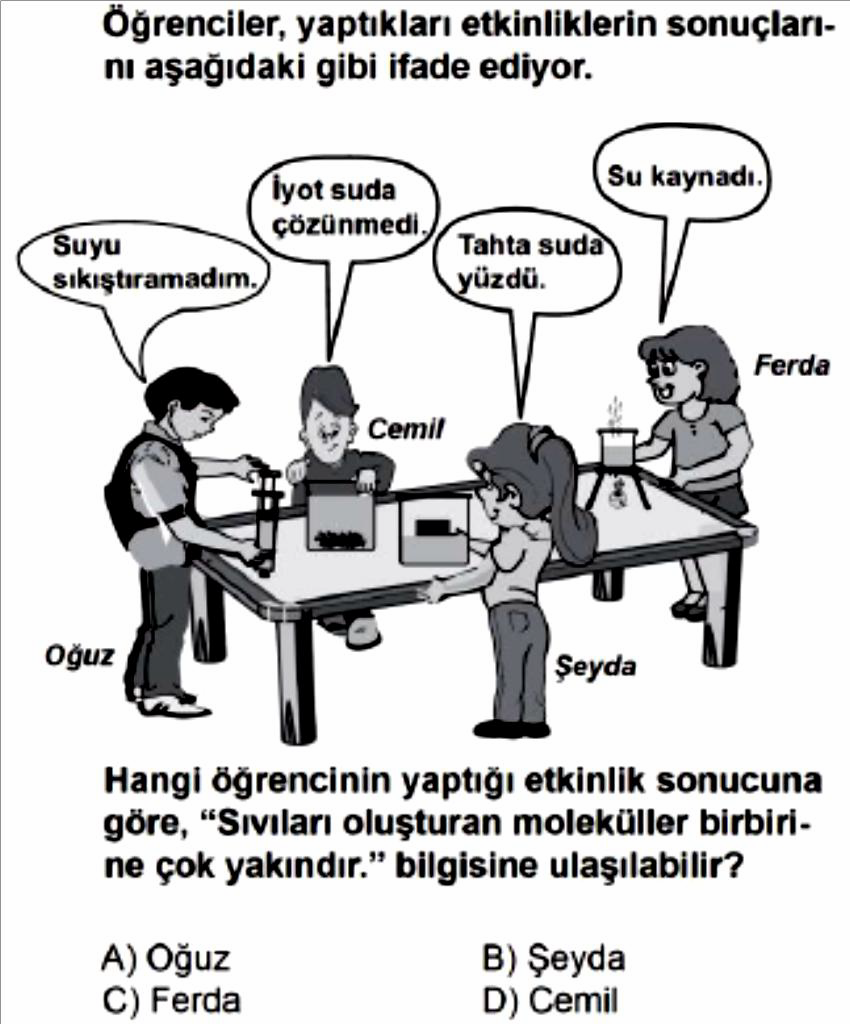 Öğrenciler, yaptıkları etkinliklerin sonuçları-
nı aşağıdaki gibi ifade ediyor.
Suyu
sıkıştıramadım.
İyot suda
çözünmedi.
Tahta suda
yüzdü.
Su kaynadı.
Ferda
Cemil
Oğuz
Şeyda
Hangi öğrencinin yaptığı etkinlik sonucuna
göre, “Sıvıları oluşturan moleküller birbiri-
ne çok yakındır.” bilgisine ulaşılabilir?
A) Oğuz
B) Şeyda
C) Ferda
D) Cemil